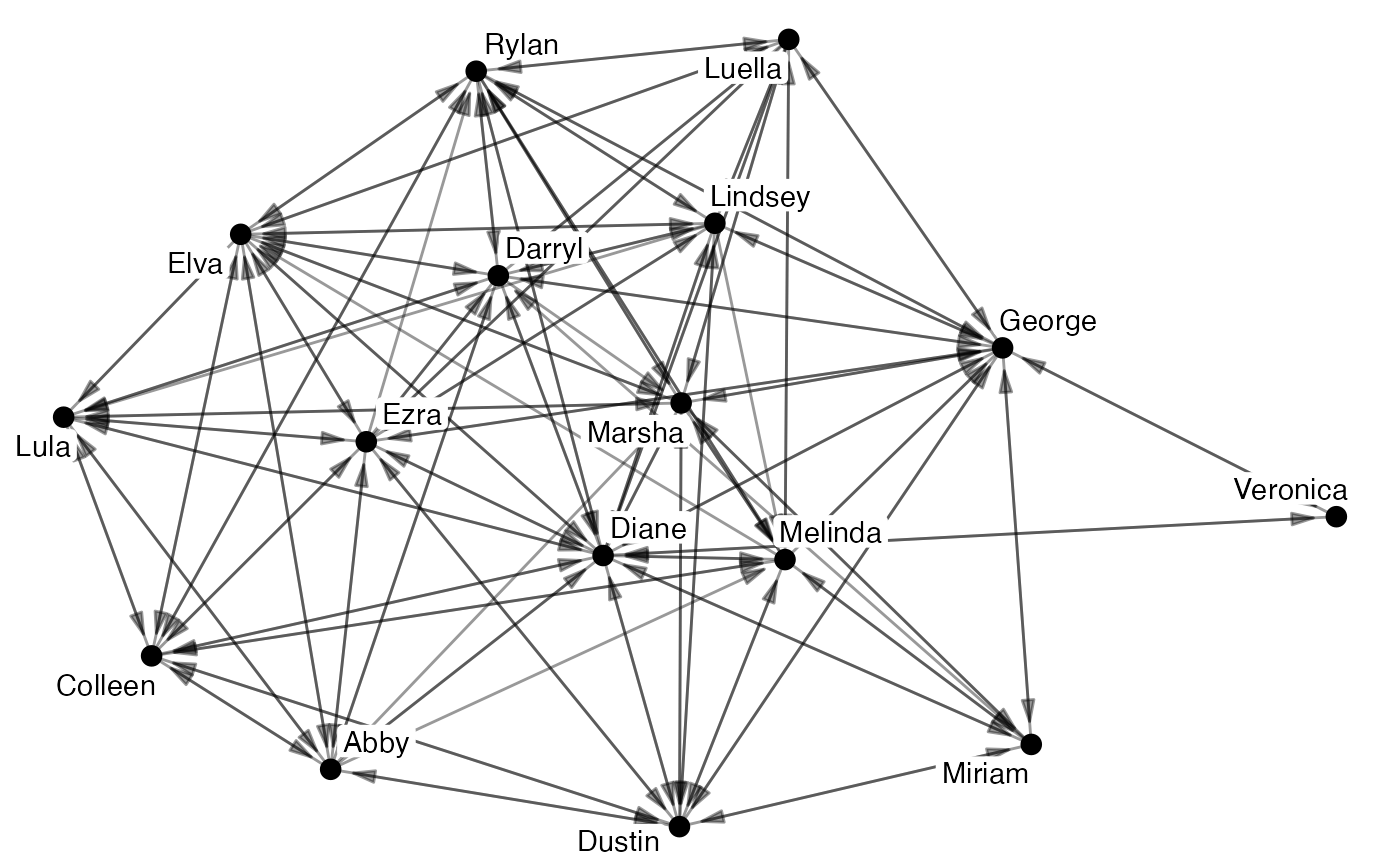 Rylan
Luella
Lindsey
Darryl
Elva
George
Ezra
Marsha
Lula
Veronica
Diane
Melinda
Colleen
Abby
Miriam
Dustin